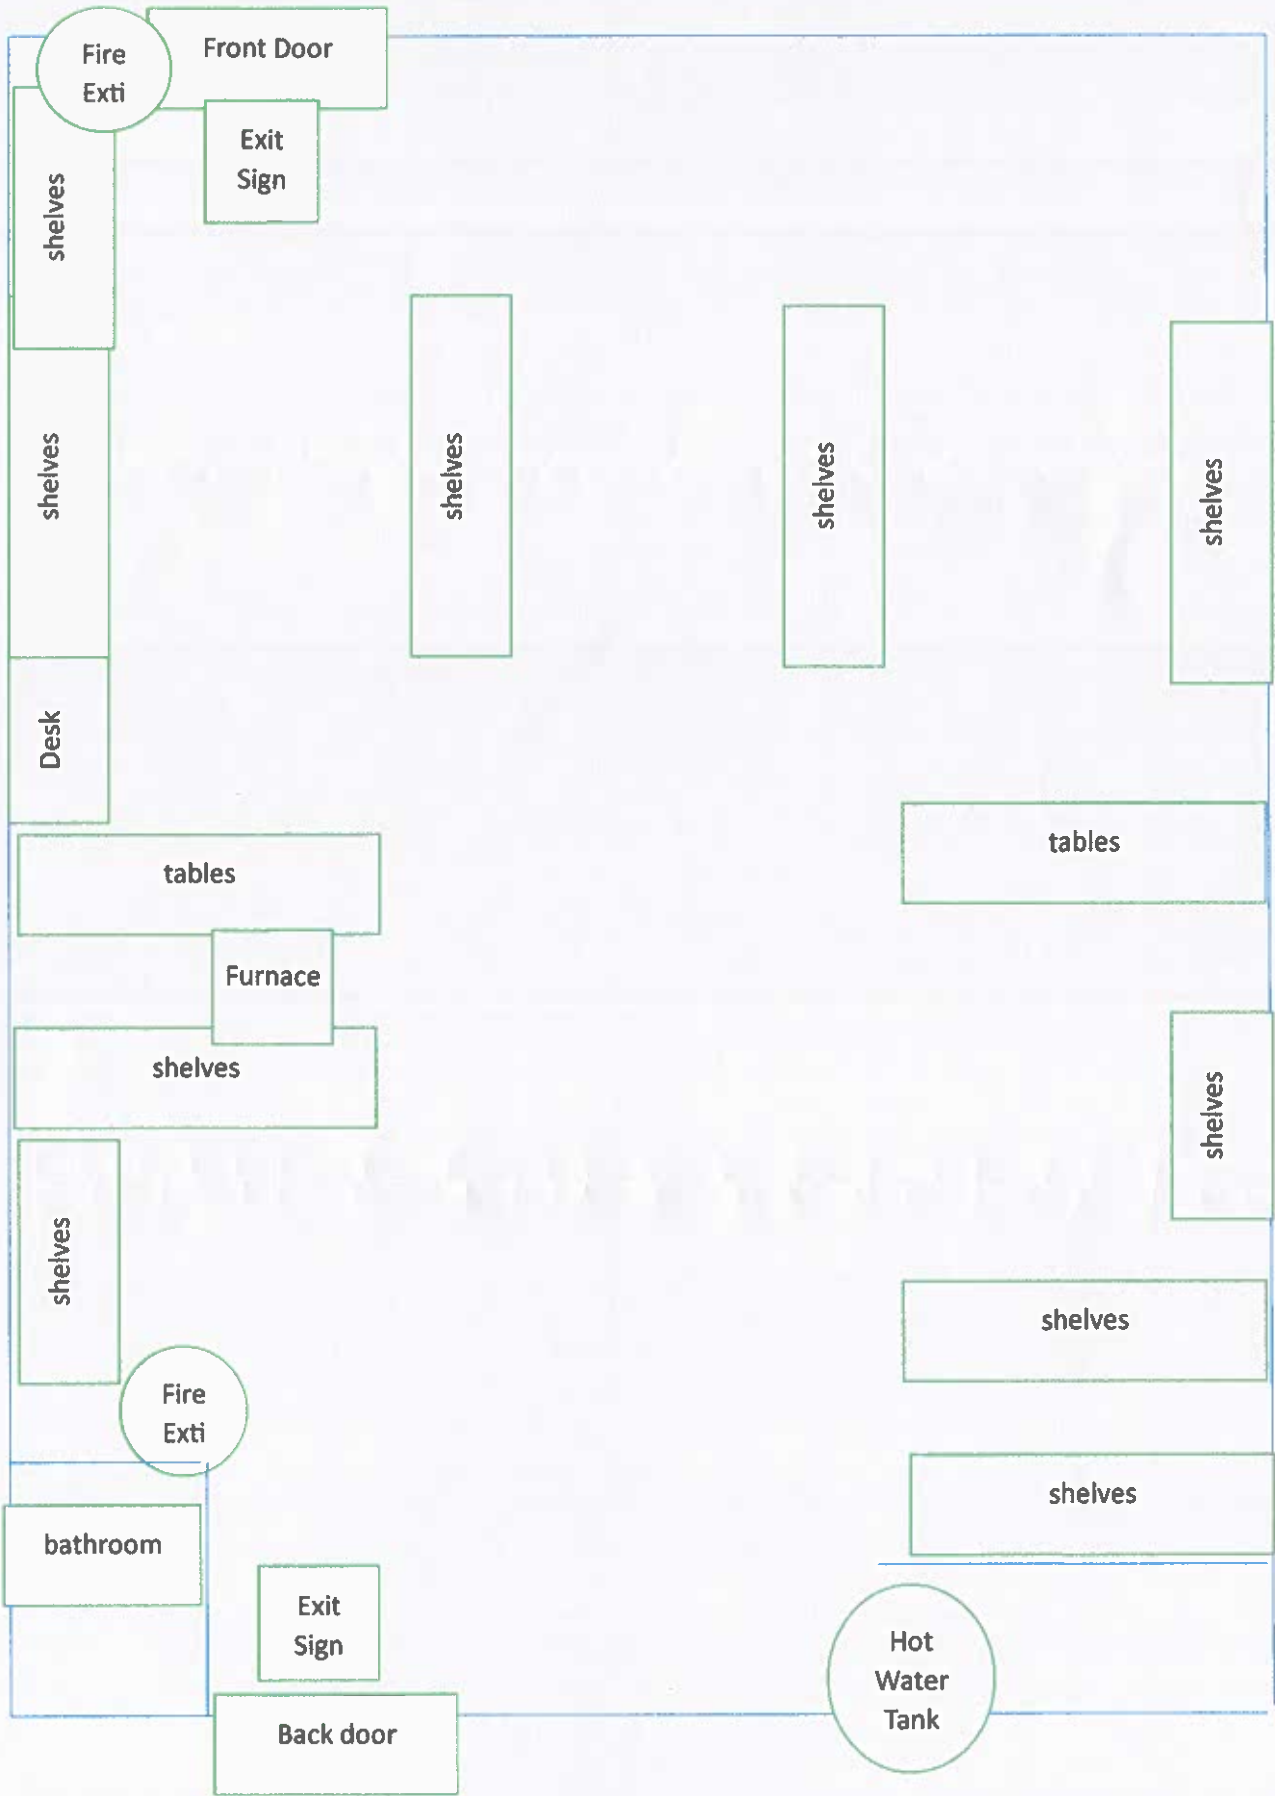 Fire
Exti
Front Door
Exit
Sign
shelves
shelves
shelves
shelves
shelves
Desk
tables
tables
Furnace
shelves
shelves
shelves
shelves
Fire
Exti
shelves
bathroom
Exit
Sign
Hot
Water
Tank
Back door